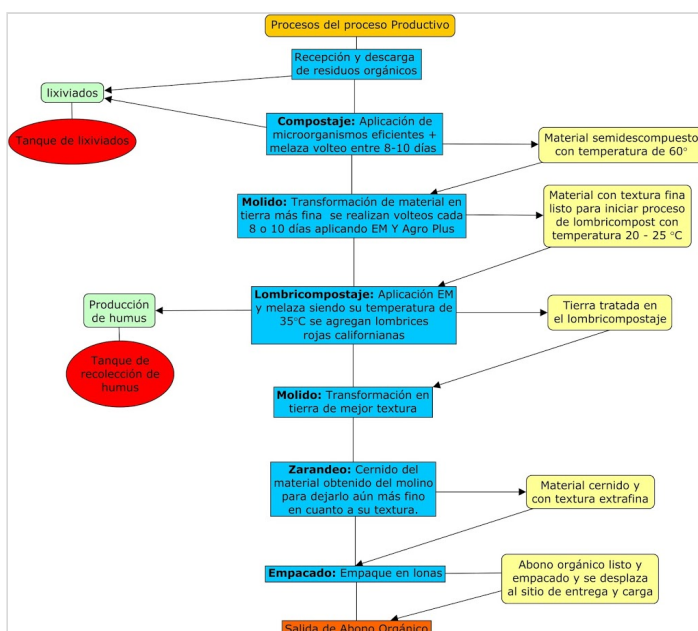 Procesos del proceso Productivo
Recepción y descarga
de residuos orgánicos
lixiviados
Tanque de lixiviados
Compostaje: Aplicación de
microorganismos eficientes +
melaza volteo entre 8-10 días
Material semidescompuesto
con temperatura de 60°
Molido: Transformación de material en
tierra más fina se realizan volteos cada
8 o 10 días aplicando EM Y Agro Plus
Material con textura fina
listo para iniciar proceso
de lombricompost con
temperatura 20 - 25 °C
Producción
de humus
Tanque de
recolección de
humus
Lombricompostaje: Aplicación EM
y melaza siendo su temperatura de
35°C se agregan lombrices
rojas californianas
Tierra tratada en
el lombricompostaje
Molido: Transformación en
tierra de mejor textura
Zarandeo: Cernido del
material obtenido del molino
para dejarlo aún más fino
en cuanto a su textura.
Material cernido y
con textura extrafina
Empacado: Empaque en lonas
Abono orgánico listo y
empacado y se desplaza
al sitio de entrega y carga
Salida de Abono Orgánico